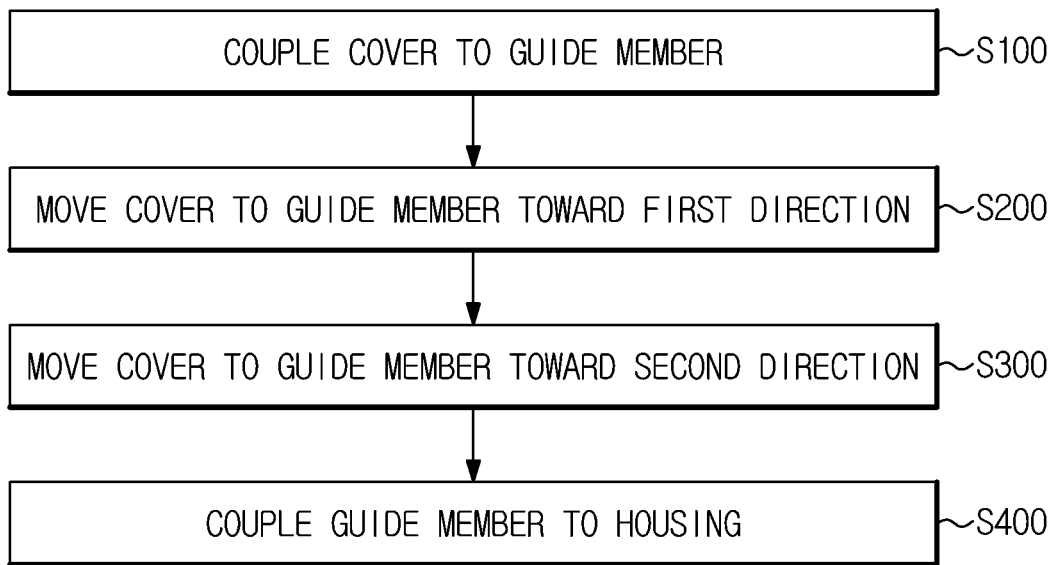 COUPLE COVER TO GUIDE MEMBER
S100
MOVE COVER TO GUIDE MEMBER TOWARD FIRST DIRECTION
S200
MOVE COVER TO GUIDE MEMBER TOWARD SECOND DIRECTION
S300
COUPLE GUIDE MEMBER TO HOUSING
S400